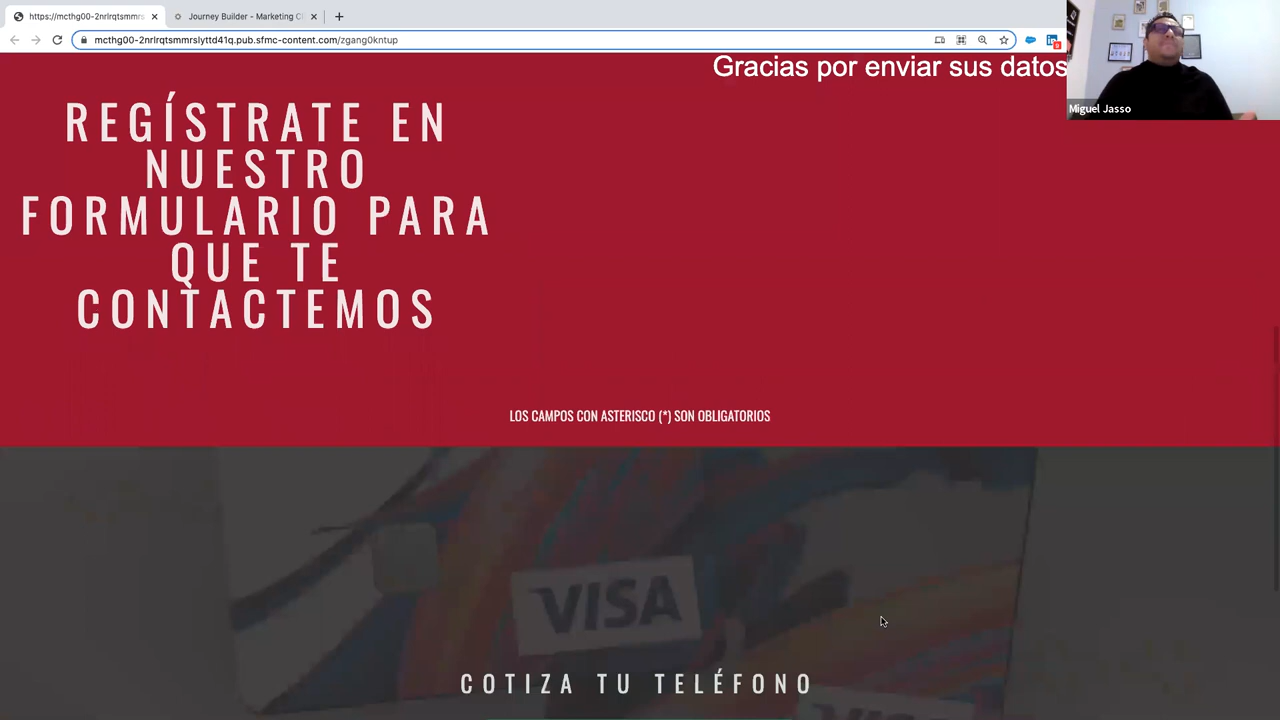 https://mcthg00-2nrlrqtsmmrs
Journey Builder - Marketing Cl
mcthg00-2nrlrqtsmmrslyttd41q.pub.sfmc-content.com/zgang0kntup
Gracias por enviar sus datos
Miguel Jasso
REGÍSTRATE EN
NUESTRO
FORMULARIO PARA
QUE TE
CONTACTEMOS
LOS CAMPOS CON ASTERISCO (*) SON OBLIGATORIOS
VISA
COTIZA TU TELÉFONO
VISA